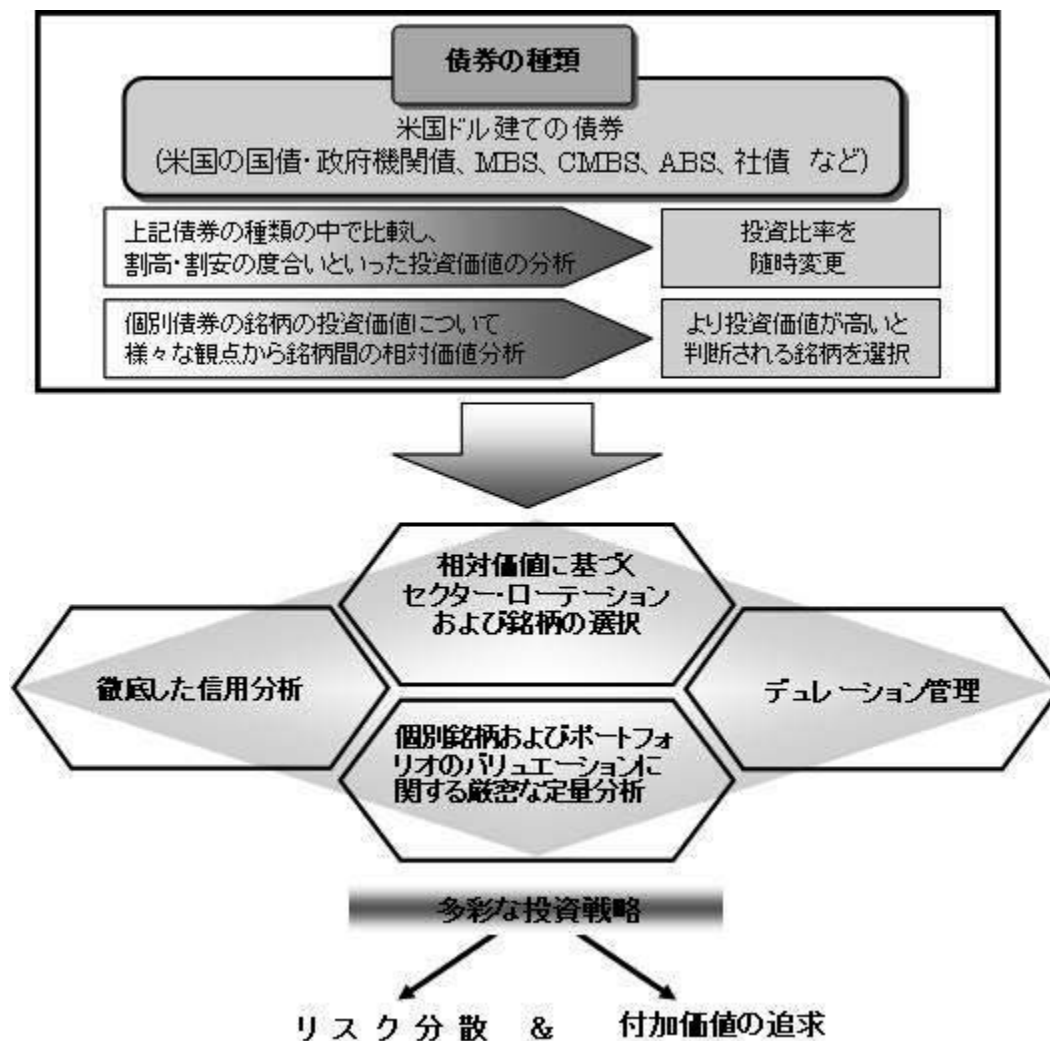 債券の種類
米国ドル建ての債券
(米国の国債・政府機関債、MBS、CMBS、ABS、社債 など)
上記債券の種類の中で比較し、
割高・割安の度合いといった投資価値の分析
投資比率を
随時変更
個別債券の銘柄の投資価値について
様々な観点から銘柄間の相対価値分析
より投資価値が高いと
判断される銘柄を選択
相対価値に基づく
セクター・ローテーション
および銘柄の選択
徹底した信用分析
デュレーション管理
個別銘柄およびポートフォ
リオのバリュエーションに
関する厳密な定量分析
多彩な投資戦略
リスク分散 & 付加価値の追求